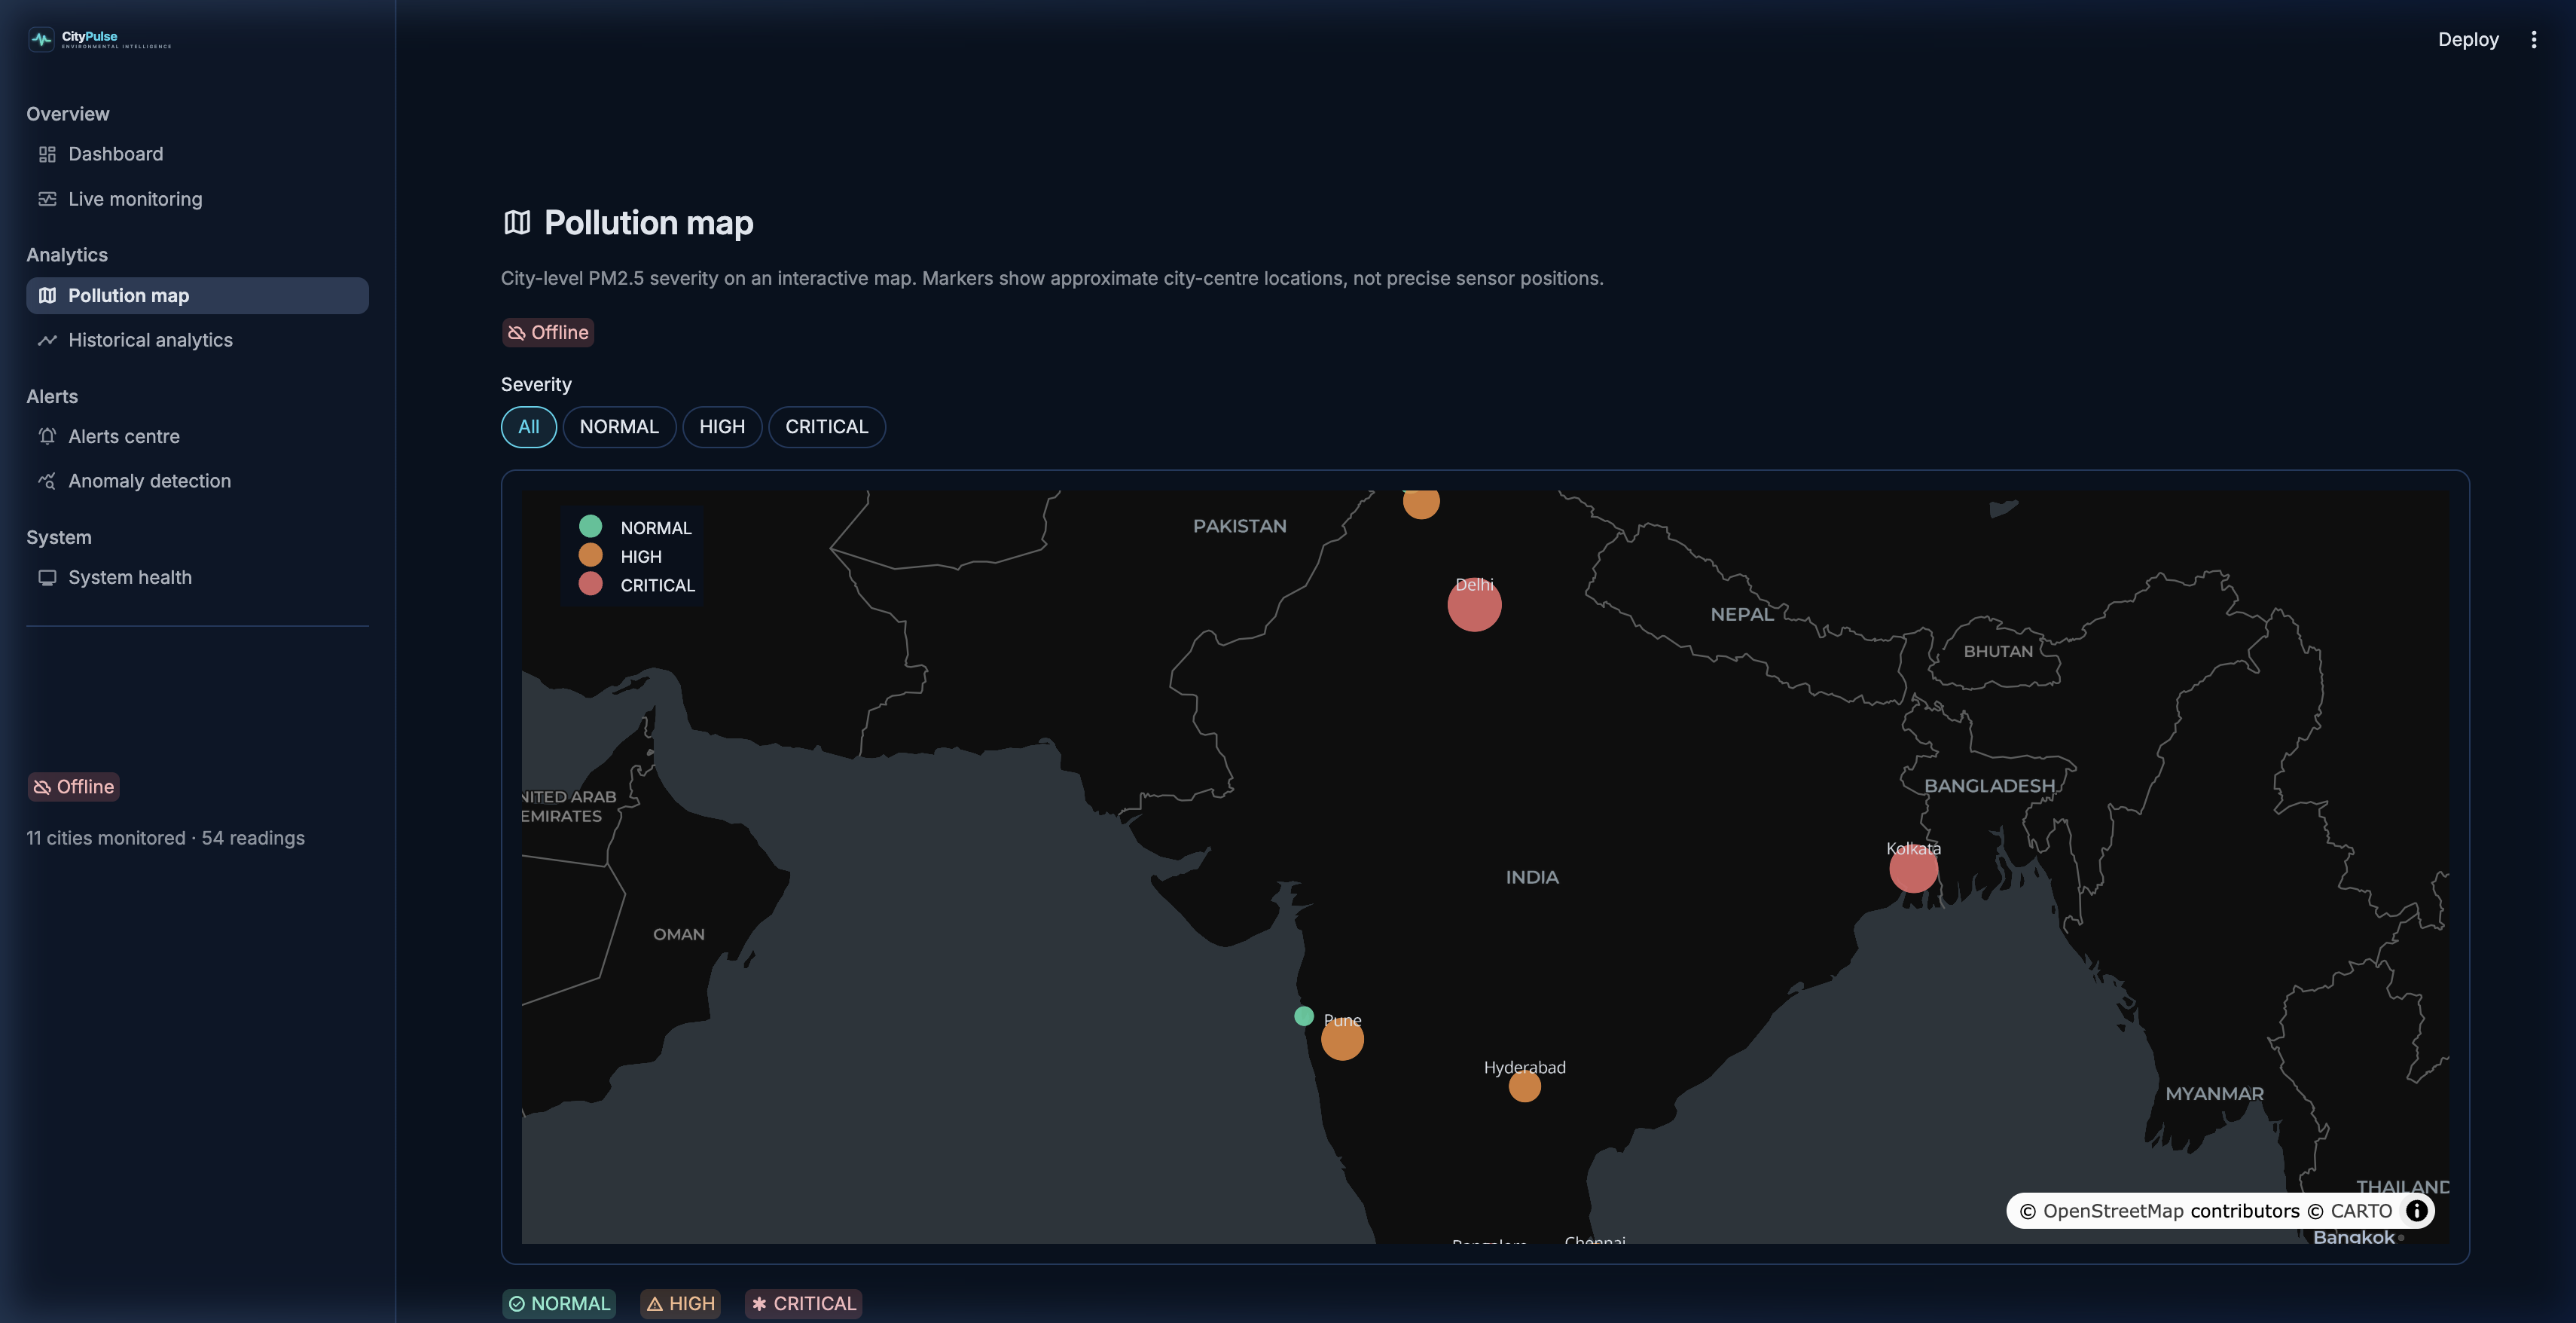 CityPulse
ENVIRONMENTAL INTELLIGENCE
Deploy
Overview
Dashboard
Live monitoring
Analytics
Pollution map
Historical analytics
Alerts
Alerts centre
Anomaly detection
System
System health
Offline
11 cities monitored · 54 readings
Pollution map
City-level PM2.5 severity on an interactive map. Markers show approximate city-centre locations, not precise sensor positions.
Offline
Severity
All NORMAL HIGH CRITICAL
NORMAL
HIGH
CRITICAL
PAKISTAN
Delhi
NEPAL
BHUTAN
BANGLADESH
NITED ARAB
EMIRATES
Kolkata
INDIA
OMAN
Pune
Hyderabad
MYANMAR
THAILAND
© OpenStreetMap contributors © CARTO
Bangkok
Bangalore
Chennai
NORMAL HIGH CRITICAL